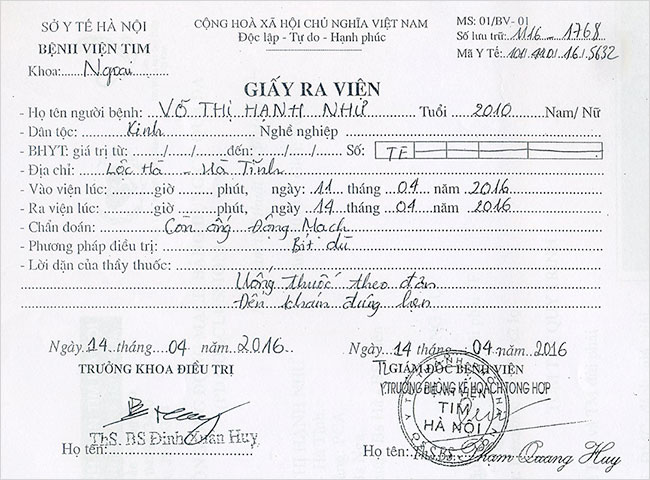 SỞ Y TẾ HÀ NỘI
BỆNH VIỆN TIM
Khoa:.....Ngoại
CỘNG HOÀ XÃ HỘI CHỦ NGHĨA VIỆT NAM
Độc lập - Tự do - Hạnh phúc
MS: 01/BV- 01
Số lưu trữ: 1116 - 1768
Mã Y Tế: 101.4901.16.5632
GIẤY RA VIÊN
- Họ tên người bệnh: VÕ THỊ HẠNH NHƯ Tuổi 2010 Nam/ Nữ
- Dân tộc: Kinh Nghề nghiệp
- BHYT: giá trị từ:...../....../......đến:....../....../...... Số: TE
- Địa chỉ: Lộc Hà - Hà Tĩnh
- Vào viện lúc: giờ phút, ngày: 11 tháng 04 năm 2016
- Ra viện lúc: giờ phút, ngày: 14 tháng 04 năm 2016
- Chẩn đoán: Còn ống Động Mạch
- Phương pháp điều trị: Bít dù
- Lời dặn của thầy thuốc:
Uống thuốc theo đơn
Đến khám đúng hẹn
Ngày 14 tháng 04 năm 2016
TRƯỞNG KHOA ĐIỀU TRỊ
ThS. BS Đinh Xuân Huy
Họ tên:
Ngày 14 tháng 04 năm 2016
TL GIÁM ĐỐC BỆNH VIỆN
TRƯỞNG PHÒNG KẾ HOẠCH TỔNG HỢP
BỆNH VIỆN
TIM
HÀ NỘI
Họ tên: ThS.BS. Phạm Quang Huy